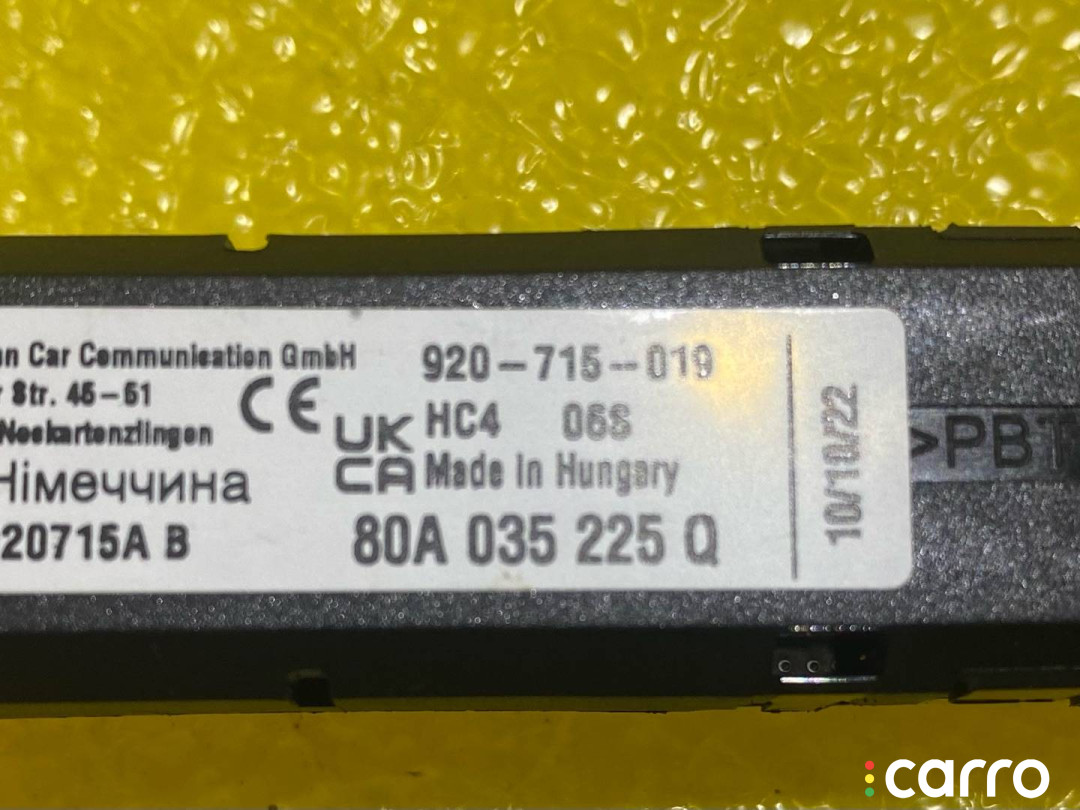 on Car Communication GmbH
Str. 45-51
Neckartenzlingen
Німеччина
20715A B
CE
UK
CA
920-715-019
HC4 06S
Made in Hungary
80A 035 225 Q
10/10/22
>PBT
carro